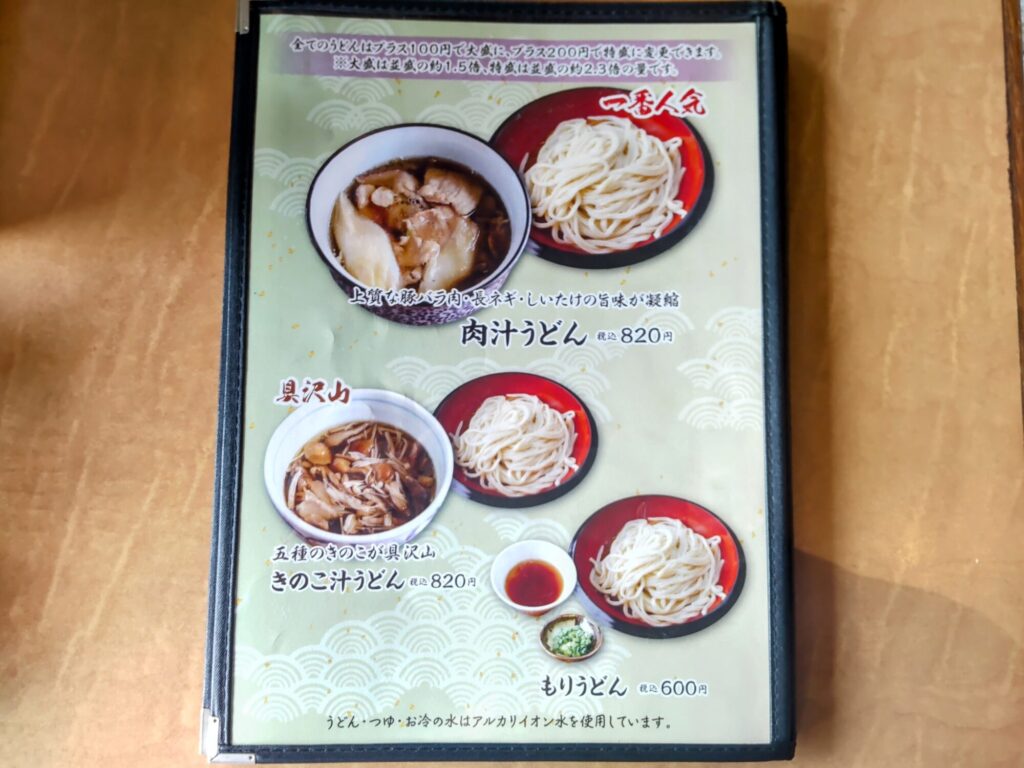 全てのうどんはプラス100円で大盛に、プラス200円で特盛に変更できます。
※大盛は並盛の約1.5倍、特盛は並盛の約2.3倍の量です。
一番人気
上質な豚バラ肉・長ネギ・しいたけの旨味が凝縮
肉汁うどん 税込820円
具沢山
五種のきのこが具沢山
きのこ汁うどん 税込820円
もりうどん 税込600円
うどん・つゆ・お冷の水はアルカリイオン水を使用しています。